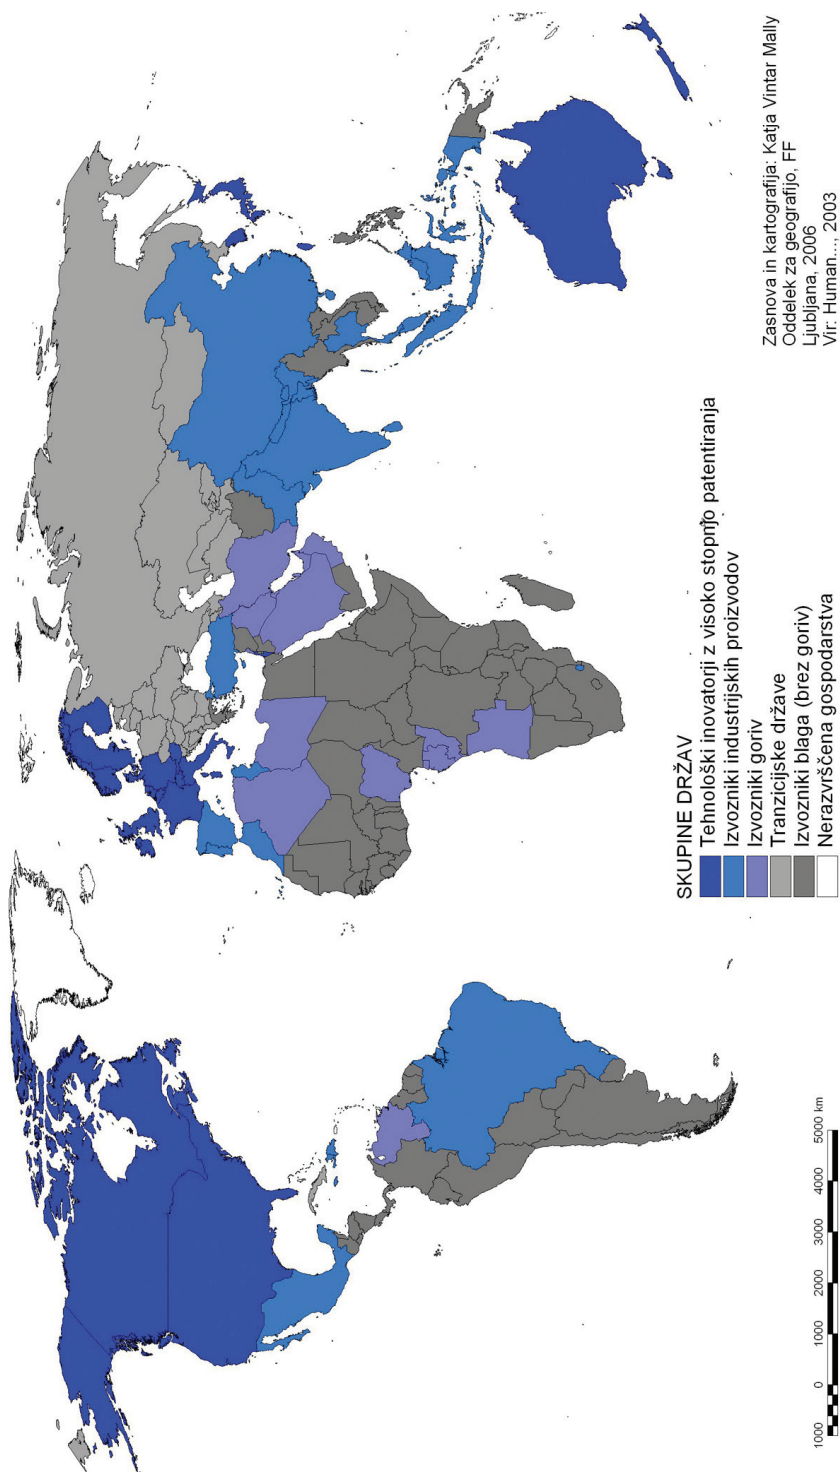 SKUPINE DRŽAV
Tehnološki inovatorji z visoko stopnjo patentiranja
Izvozniki industrijskih proizvodov
Izvozniki goriv
Tranzicijske države
Izvozniki blaga (brez goriv)
Nerazvrščena gospodarstva
Zasnova in kartografija: Katja Vintar Mally
Oddelek za geografijo, FF
Ljubljana, 2006
Vir: Human..., 2003
1000 0 1000 2000 3000 4000 5000 km